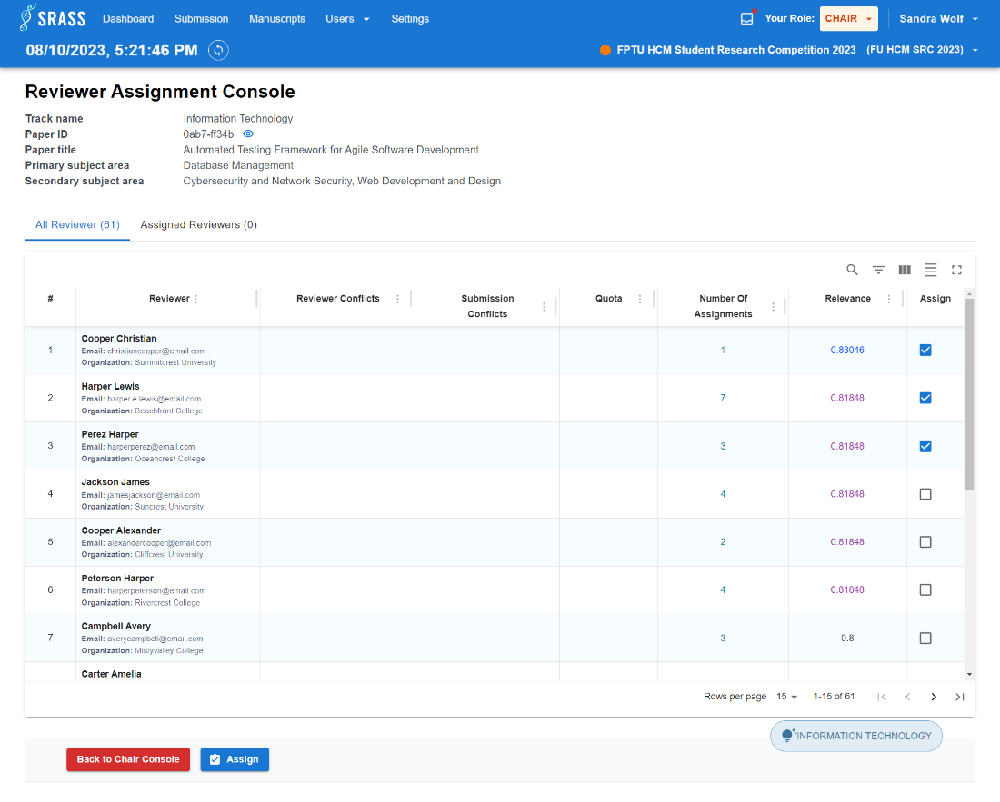 SRASS Dashboard Submission Manuscripts Users Settings Your Role: CHAIR Sandra Wolf
08/10/2023, 5:21:46 PM FPTU HCM Student Research Competition 2023 (FU HCM SRC 2023)
Reviewer Assignment Console
Track name Information Technology
Paper ID 0ab7-ff34b
Paper title Automated Testing Framework for Agile Software Development
Primary subject area Database Management
Secondary subject area Cybersecurity and Network Security, Web Development and Design
All Reviewer (61) Assigned Reviewers (0)
# Reviewer Reviewer Conflicts Submission Conflicts Quota Number Of Assignments Relevance Assign
Cooper Christian
1 Email: christiancooper@email.com 1 0.83046
Organization: Summitcrest University
Harper Lewis
2 Email: harper.e.lewis@email.com 7 0.81848
Organization: Beachfront College
Perez Harper
3 Email: harperperez@email.com 3 0.81848
Organization: Oceancrest College
Jackson James
4 Email: jamesjackson@email.com 4 0.81848
Organization: Suncrest University
Cooper Alexander
5 Email: alexandercooper@email.com 2 0.81848
Organization: Cliffcrest University
Peterson Harper
6 Email: harperpeterson@email.com 4 0.81848
Organization: Rivercrest College
Campbell Avery
7 Email: averycampbell@email.com 3 0.8
Organization: Mistyvalley College
Carter Amelia
Rows per page 15 1-15 of 61
INFORMATION TECHNOLOGY
Back to Chair Console Assign